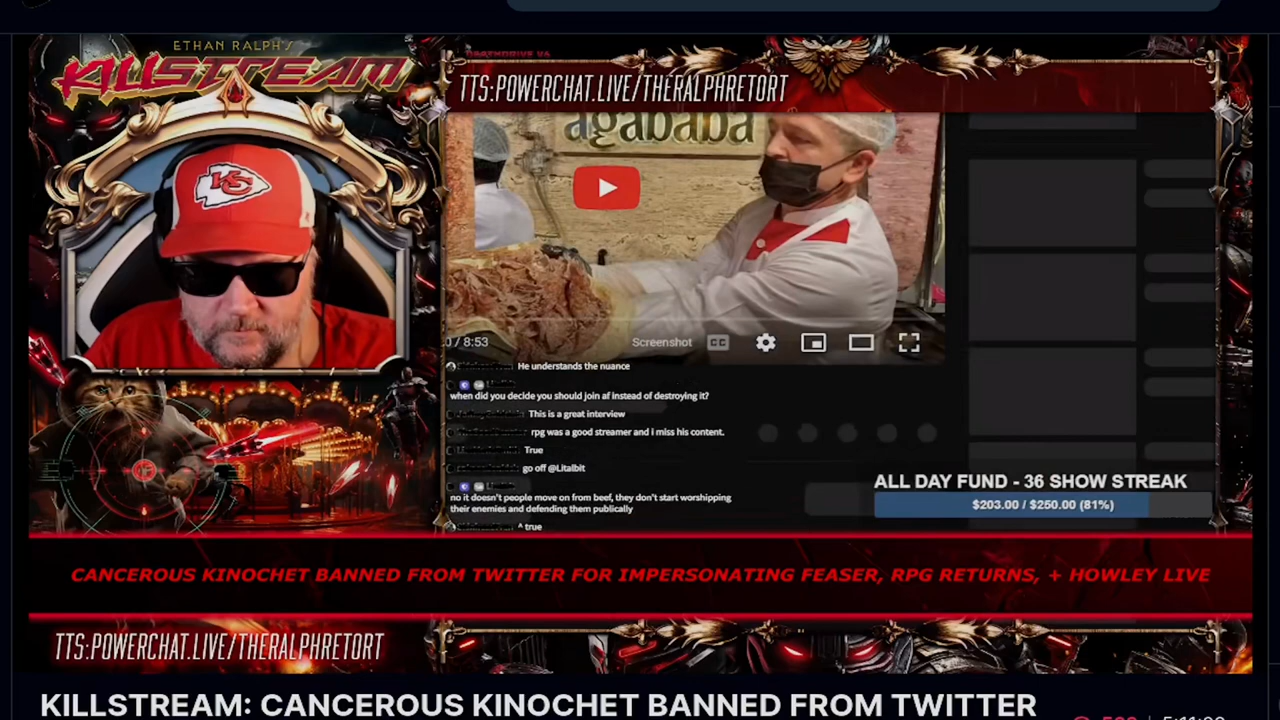 ETHAN RALPH'S
KILLSTREAM
TTS:POWERCHAT.LIVE/THERALPHRETORT
agababa
KC
/ 8:53
Screenshot
CC
He understands the nuance
when did you decide you should join af instead of destroying it?
This is a great interview
rpg was a good streamer and i miss his content.
True
go off @Litalbit
no it doesn't people move on from beef, they don't start worshipping
their enemies and defending them publically
^ true
ALL DAY FUND - 36 SHOW STREAK
$203.00 / $250.00 (81%)
CANCEROUS KINOCHET BANNED FROM TWITTER FOR IMPERSONATING FEASER, RPG RETURNS, + HOWLEY LIVE
TTS:POWERCHAT.LIVE/THERALPHRETORT
KILLSTREAM: CANCEROUS KINOCHET BANNED FROM TWITTER